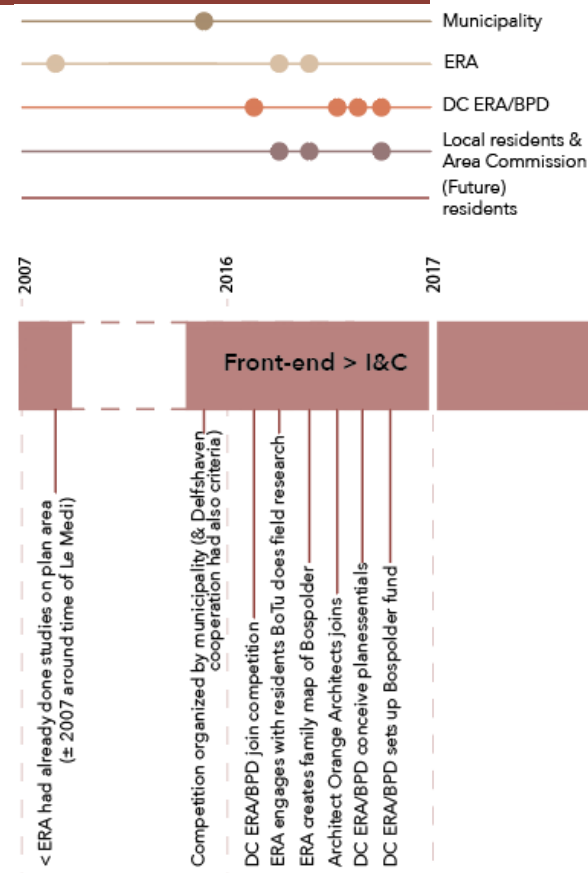 Municipality
ERA
DC ERA/BPD
Local residents &
Area Commission
(Future)
residents
2007
2016
2017
Front-end > I&C
< ERA had already done studies on plan area
(± 2007 around time of Le Medi)
Competition organized by municipality (& Delfshaven
cooperation had also criteria)
DC ERA/BPD join competition
ERA engages with residents BoTu does field research
ERA creates family map of Bospolder
Architect Orange Architects joins
DC ERA/BPD conceive planessentials
DC ERA/BPD sets up Bospolder fund